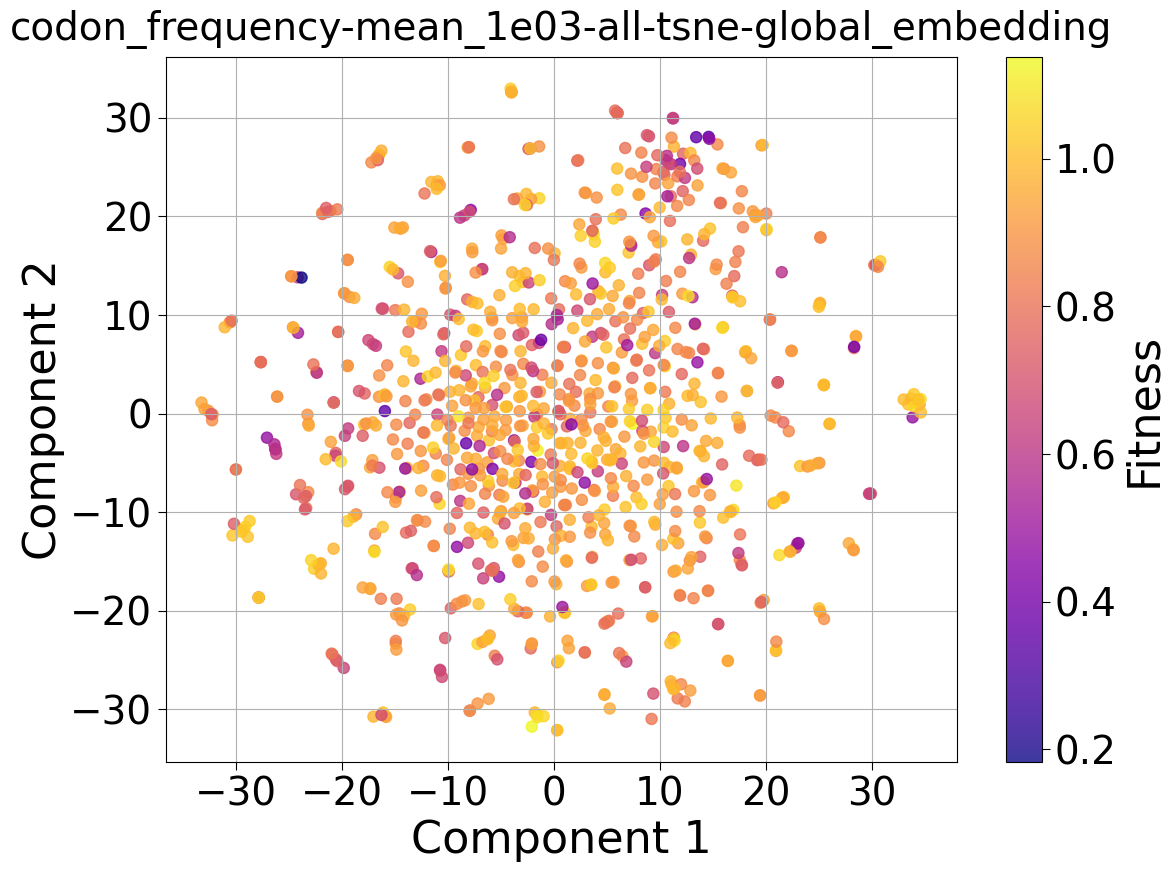 codon_frequency-mean_1e03-all-tsne-global_embedding
30
20
10
0
−10
−20
−30
−30 −20 −10 0 10 20 30
Component 1
Component 2
1.0
0.8
0.6
0.4
0.2
Fitness